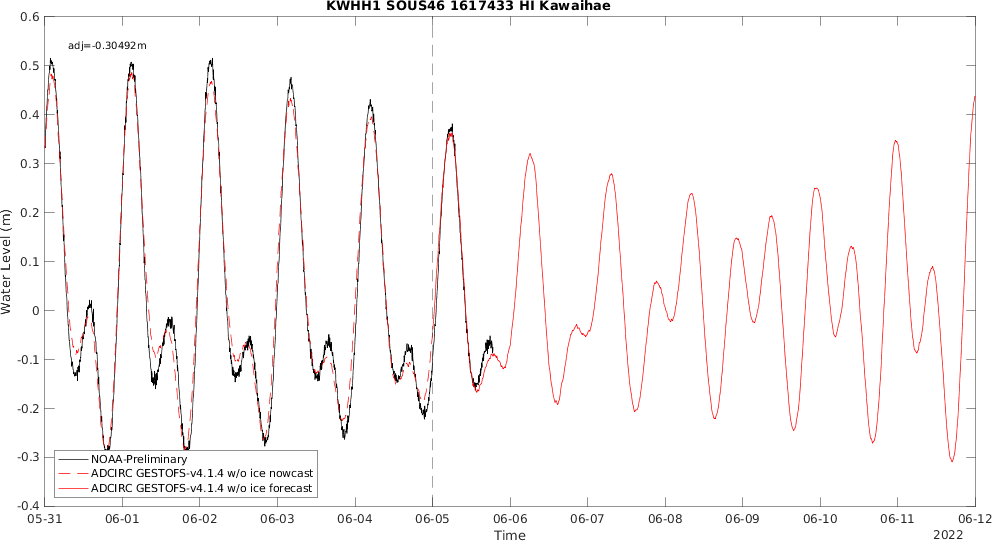 KWHH1 SOUS46 1617433 HI Kawaihae
adj=-0.30492m
0.6
0.5
0.4
0.3
0.2
0.1
0
-0.1
-0.2
-0.3
-0.4
Water Level (m)
NOAA-Preliminary
ADCIRC GESTOFS-v4.1.4 w/o ice nowcast
ADCIRC GESTOFS-v4.1.4 w/o ice forecast
05-31 06-01 06-02 06-03 06-04 06-05 06-06 06-07 06-08 06-09 06-10 06-11 06-12
Time
2022